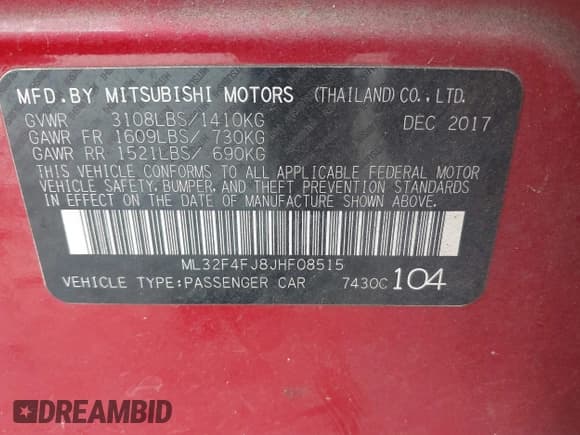 MFD.BY MITSUBISHI MOTORS (THAILAND)CO.,LTD.
GVWR 3108LBS/1410KG DEC 2017
GAWR FR 1609LBS/ 730KG
GAWR RR 1521LBS/ 690KG
THIS VEHICLE CONFORMS TO ALL APPLICABLE FEDERAL MOTOR
VEHICLE SAFETY,BUMPER,AND THEFT PREVENTION STANDARDS
IN EFFECT ON THE DATE OF MANUFACTURE SHOWN ABOVE.
ML32F4FJ8JHF08515
VEHICLE TYPE:PASSENGER CAR 7430C 104
DREAMBID